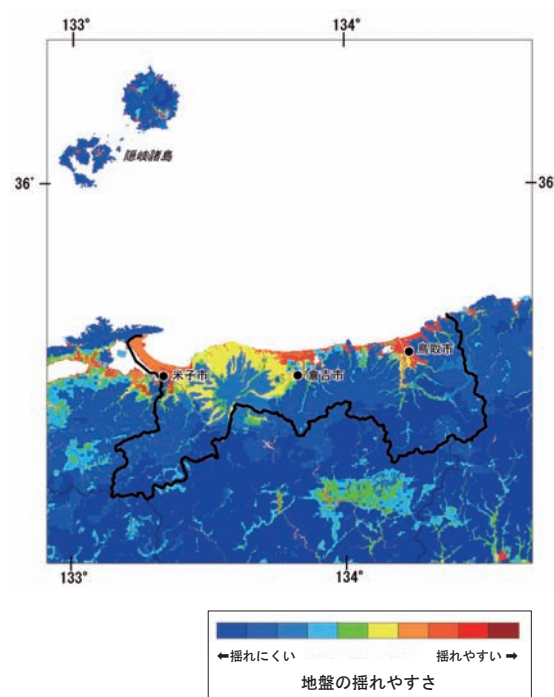 133°
134°
隠岐諸島
36°
36°
鳥取市
米子市
倉吉市
133°
134°
←揺れにくい
揺れやすい➡
地盤の揺れやすさ